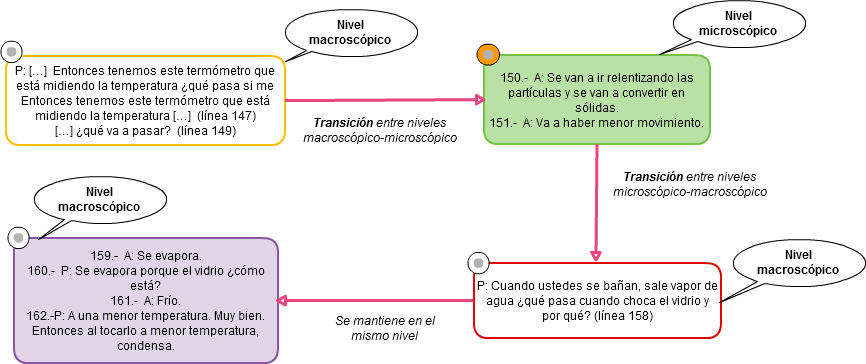 Nivel
macroscópico
P: [...] Entonces tenemos este termómetro que
está midiendo la temperatura ¿qué pasa si me
Entonces tenemos este termómetro que está
midiendo la temperatura [...] (línea 147)
[...] ¿qué va a pasar? (línea 149)
Transición entre niveles
macroscópico-microscópico
Nivel
microscópico
150.- A: Se van a ir relentizando las
partículas y se van a convertir en
sólidas.
151.- A: Va a haber menor movimiento.
Transición entre niveles
microscópico-macroscópico
Nivel
macroscópico
P: Cuando ustedes se bañan, sale vapor de
agua ¿qué pasa cuando choca el vidrio y
por qué? (línea 158)
Se mantiene en el
mismo nivel
Nivel
macroscópico
159.- A: Se evapora.
160.- P: Se evapora porque el vidrio ¿cómo
está?
161.- A: Frío.
162.-P: A una menor temperatura. Muy bien.
Entonces al tocarlo a menor temperatura,
condensa.